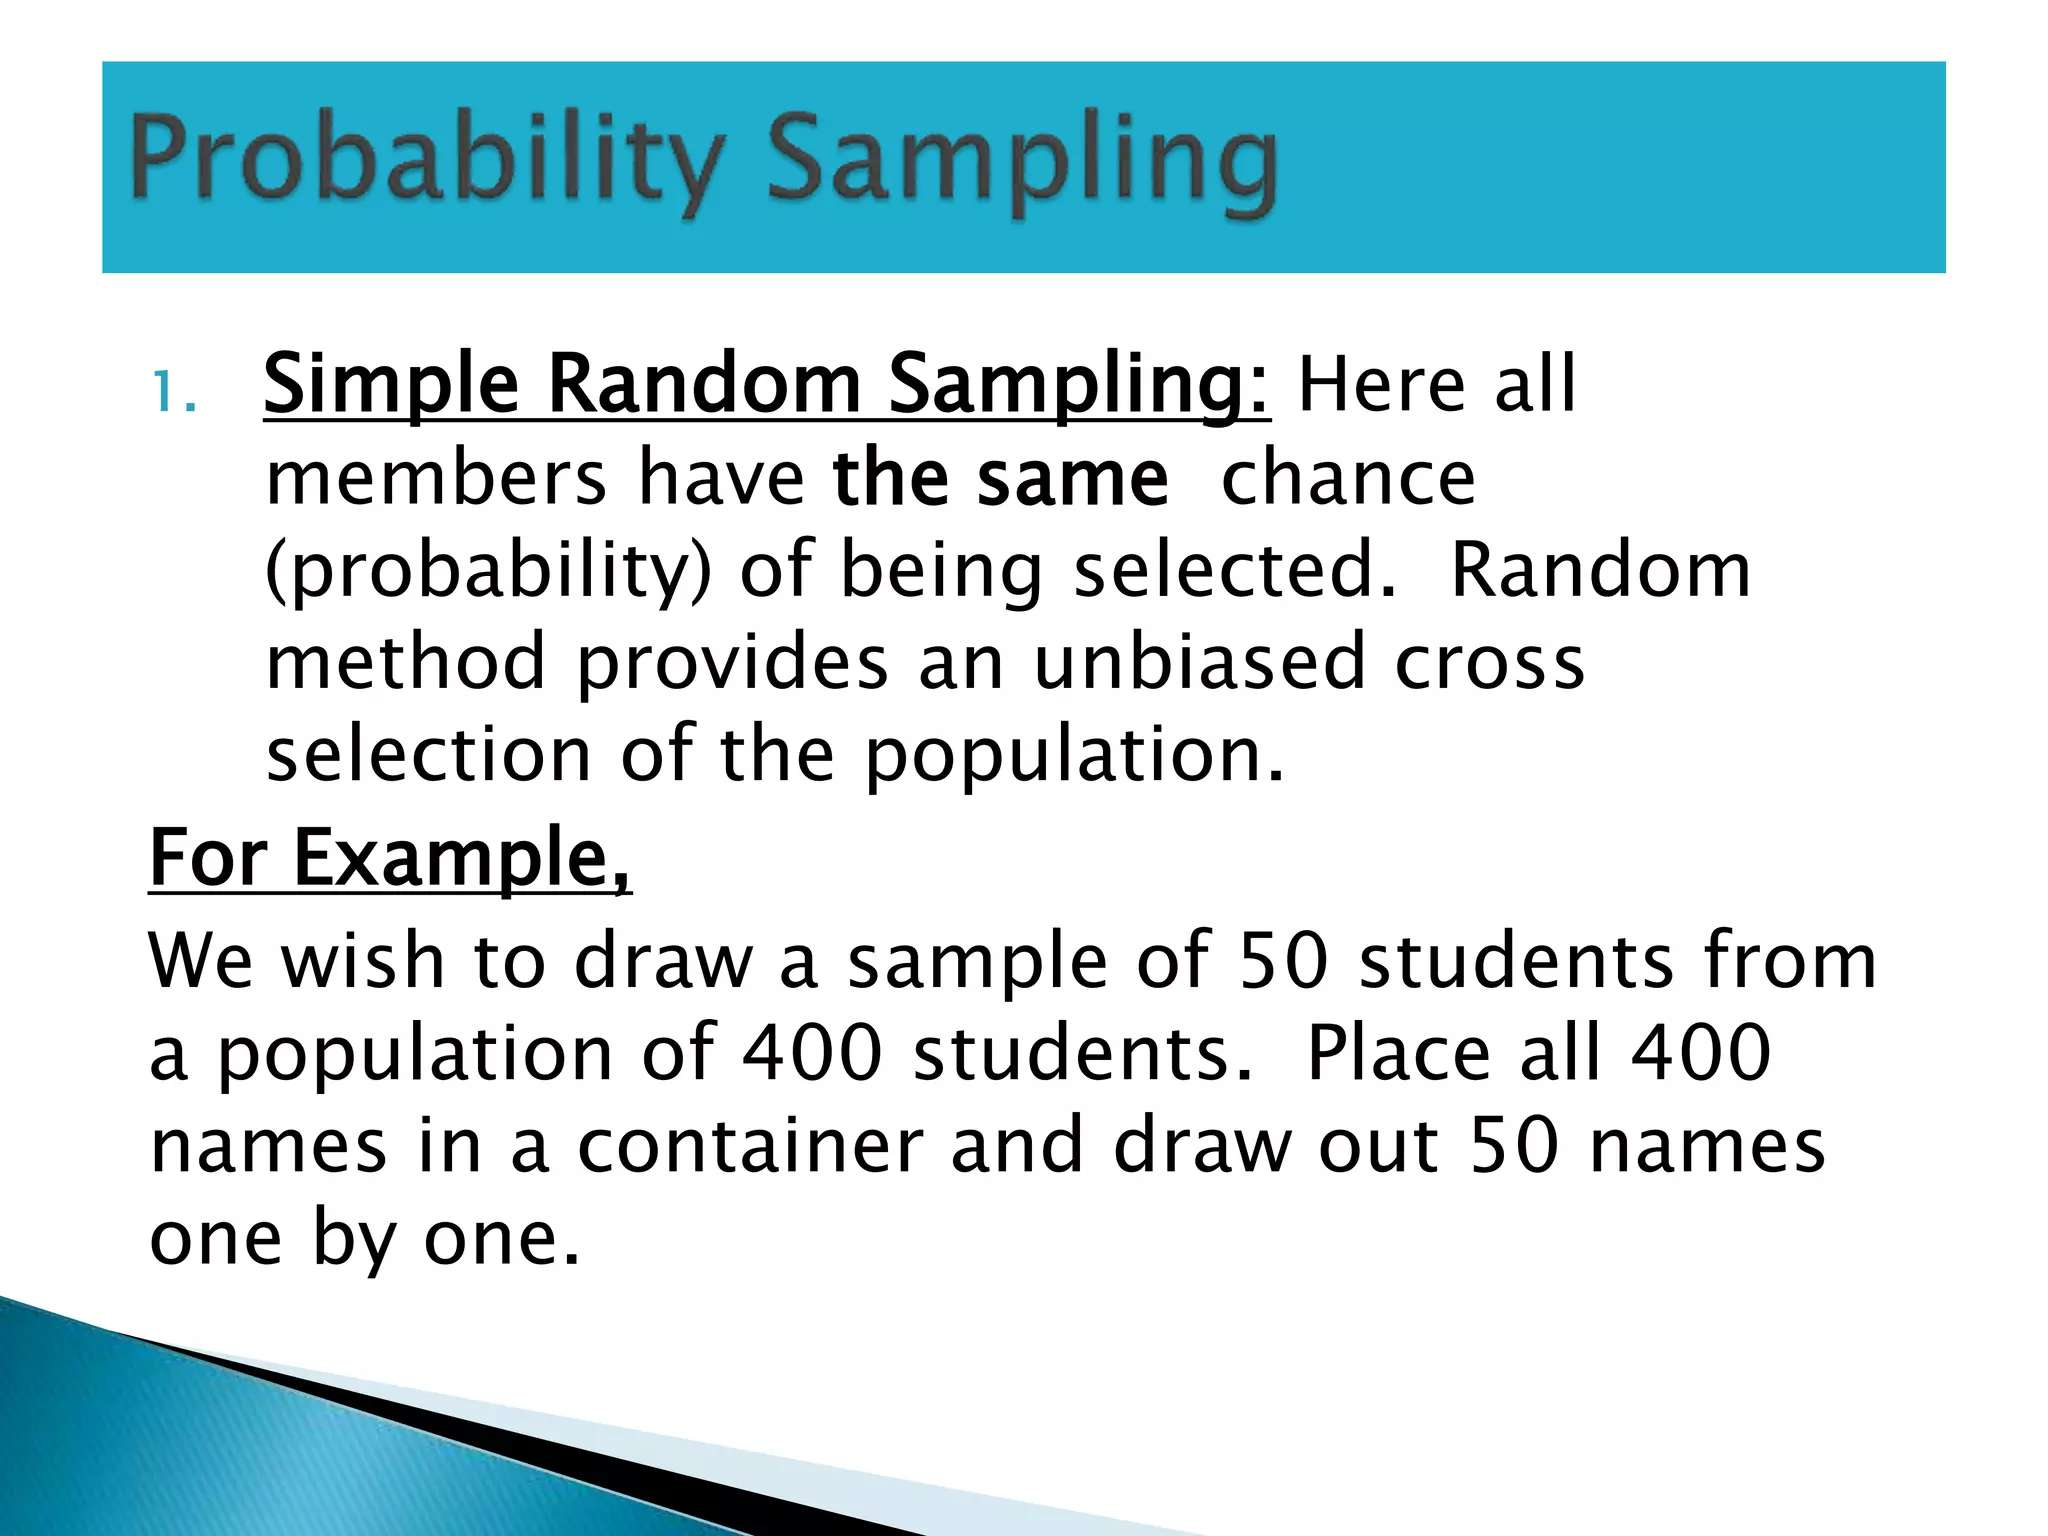 Probability Sampling
1. Simple Random Sampling: Here all
members have the same  chance
(probability) of being selected.  Random
method provides an unbiased cross
selection of the population.
For Example,
We wish to draw a sample of 50 students from
a population of 400 students.  Place all 400
names in a container and draw out 50 names
one by one.